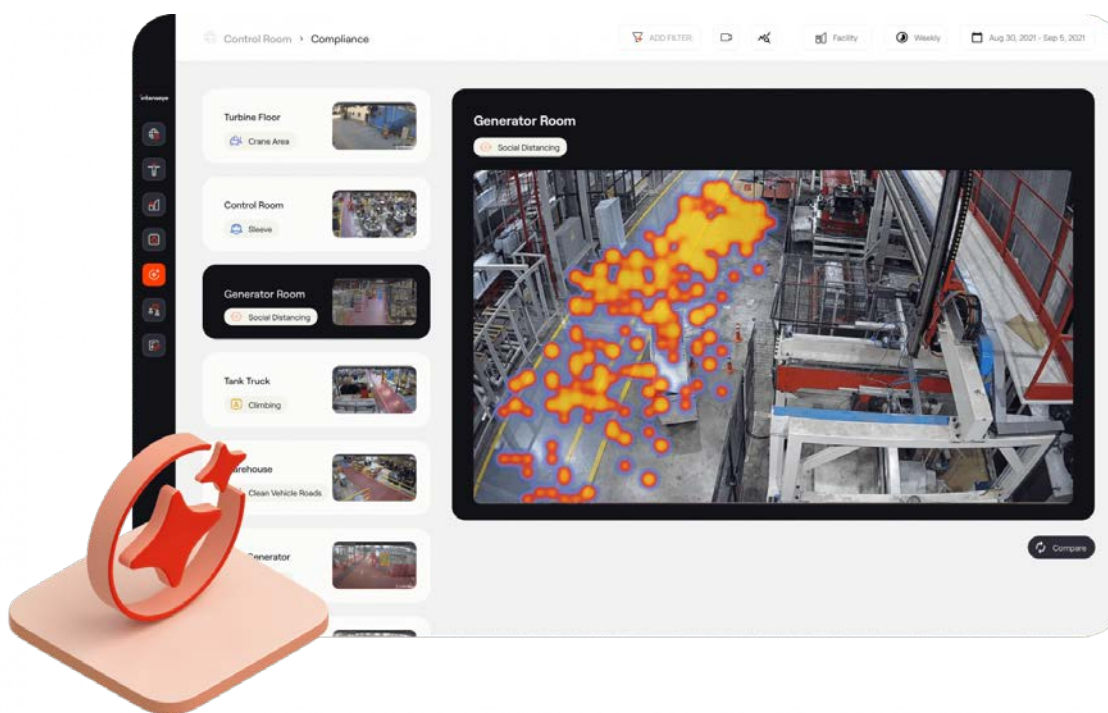 Control Room › Compliance
ADD FILTER
Facility
Weekly
Aug 30, 2021 - Sep 5, 2021
intenseye
Turbine Floor
Crane Area
Control Room
Sleeve
Generator Room
Social Distancing
Tank Truck
Climbing
arehouse
Clean Vehicle Roads
Generator
Generator Room
Social Distancing
Compare